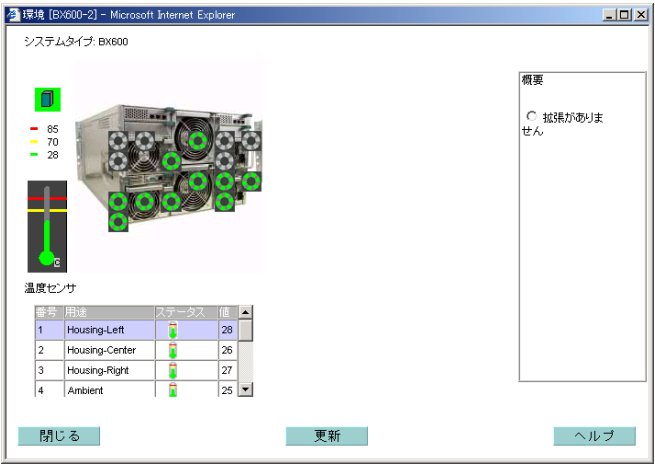 環境 [BX600-2] - Microsoft Internet Explorer
システムタイプ: BX600
85
70
28
C
概要
拡張がありま
せん
温度センサ
番号 用途 ステータス 値
1 Housing-Left 28
2 Housing-Center 26
3 Housing-Right 27
4 Ambient 25
閉じる 更新 ヘルプ